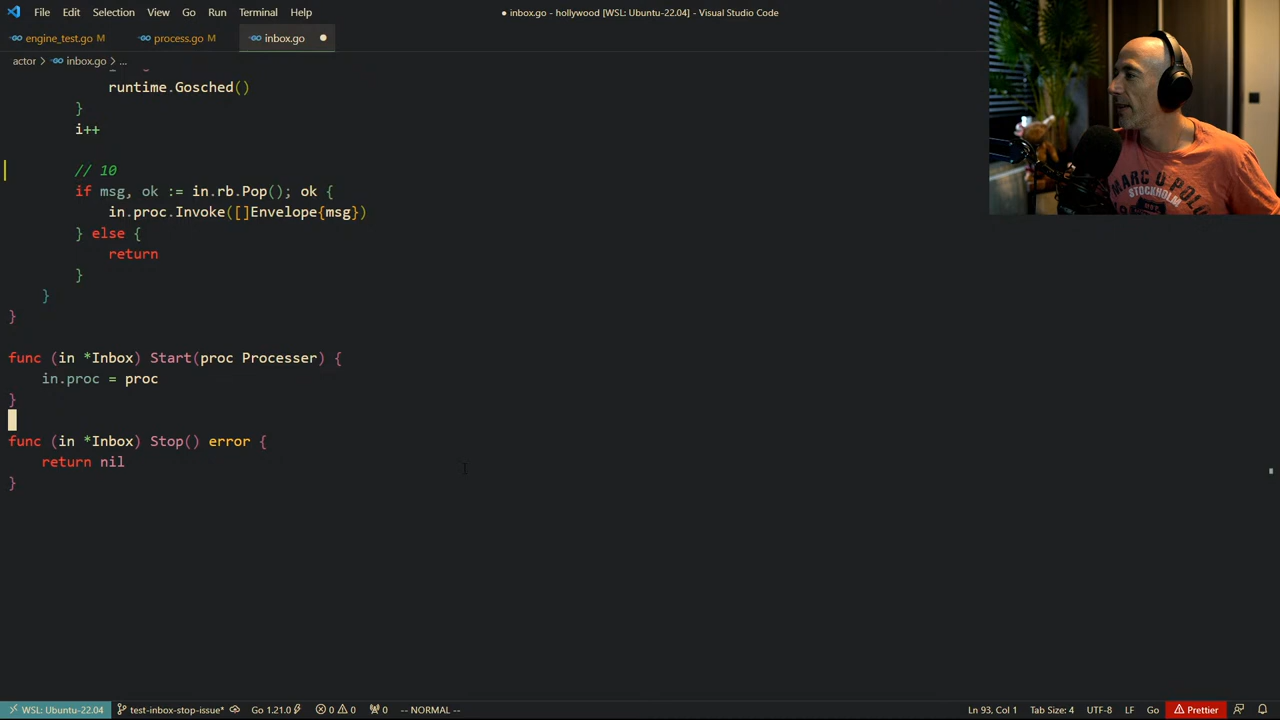 File Edit Selection View Go Run Terminal Help
● inbox.go - hollywood [WSL: Ubuntu-22.04] - Visual Studio Code
engine_test.go M process.go M inbox.go
actor > inbox.go > ...
runtime.Gosched()
}
i++
// 10
if msg, ok := in.rb.Pop(); ok {
in.proc.Invoke([]Envelope{msg})
} else {
return
}
}
}
func (in *Inbox) Start(proc Processer) {
in.proc = proc
}
func (in *Inbox) Stop() error {
return nil
}
MARC O POLO
STOCKHOLM
WSL: Ubuntu-22.04 test-inbox-stop-issue* Go 1.21.0 0 0 0 -- NORMAL -- Ln 93, Col 1 Tab Size: 4 UTF-8 LF Go Prettier